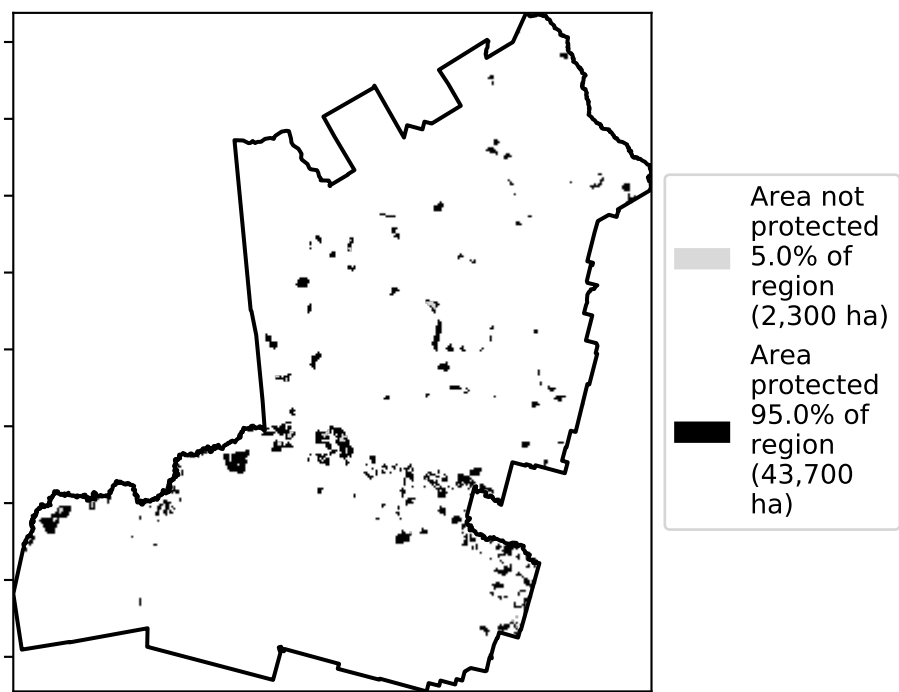 Area not
protected
5.0% of
region
(2,300 ha)
Area
protected
95.0% of
region
(43,700
ha)